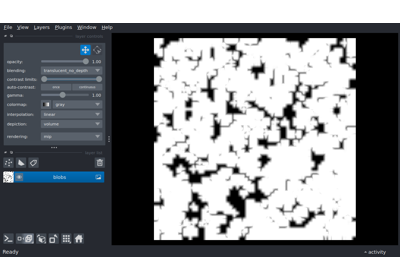 File View Layers Plugins Window Help
opacity: 1.00
blending: translucent_no_depth
contrast limits:
auto-contrast: once continuous
gamma: 1.00
colormap: gray
interpolation: linear
depiction: volume
rendering: mip
blobs
Ready
activity